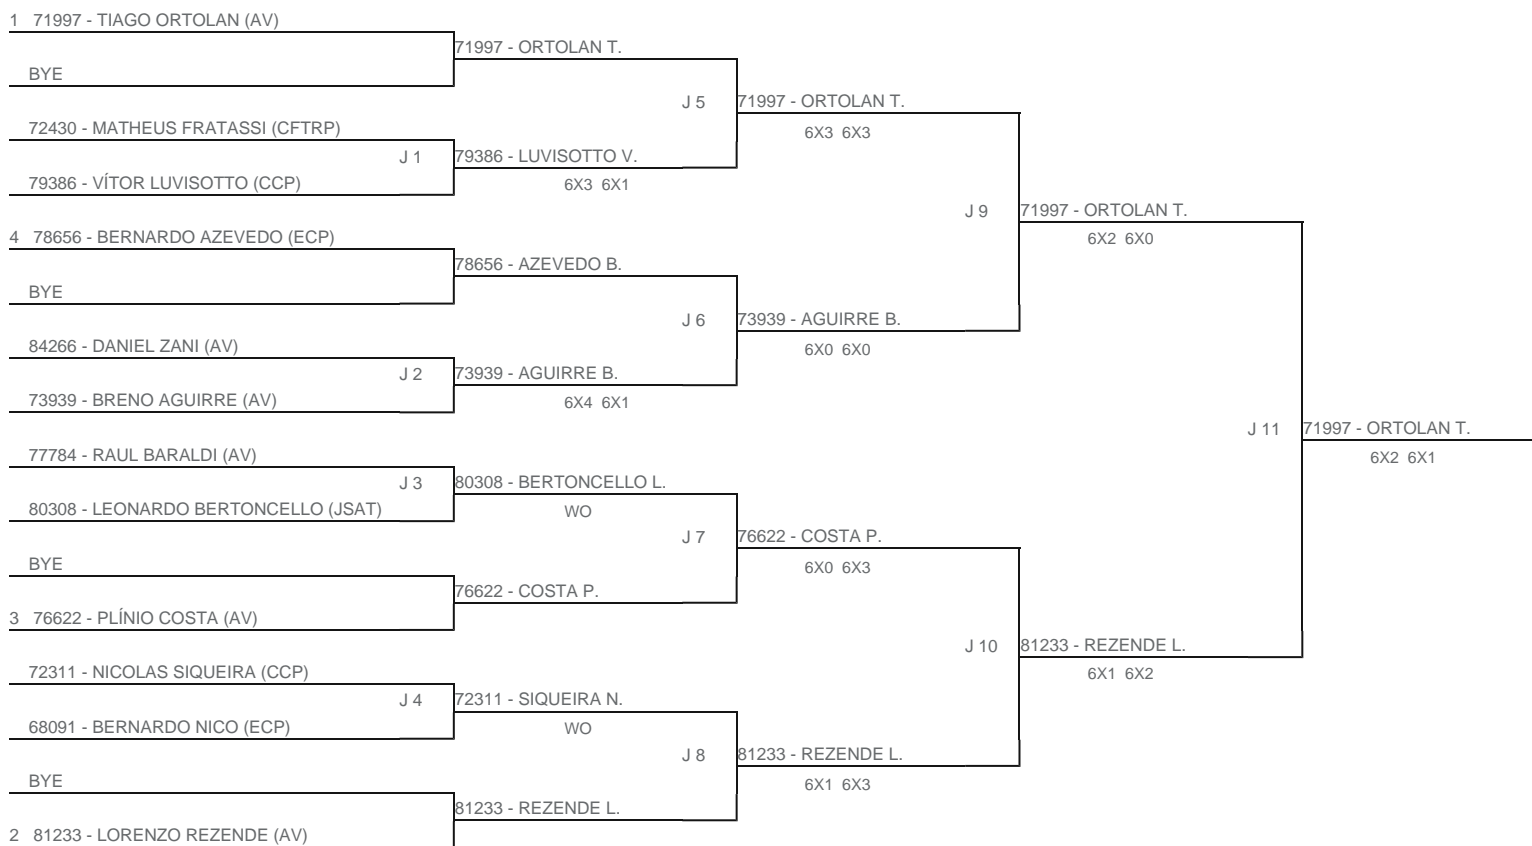 1 71997 - TIAGO ORTOLAN (AV)
71997 - ORTOLAN T.
BYE
J 5
71997 - ORTOLAN T.
6X3 6X3
72430 - MATHEUS FRATASSI (CFTRP)
J 1
79386 - LUVISOTTO V.
6X3 6X1
79386 - VÍTOR LUVISOTTO (CCP)
J 9
71997 - ORTOLAN T.
6X2 6X0
4 78656 - BERNARDO AZEVEDO (ECP)
78656 - AZEVEDO B.
BYE
J 6
73939 - AGUIRRE B.
6X0 6X0
84266 - DANIEL ZANI (AV)
J 2
73939 - AGUIRRE B.
6X4 6X1
73939 - BRENO AGUIRRE (AV)
J 11
71997 - ORTOLAN T.
6X2 6X1
77784 - RAUL BARALDI (AV)
J 3
80308 - BERTONCELLO L.
WO
80308 - LEONARDO BERTONCELLO (JSAT)
J 7
76622 - COSTA P.
6X0 6X3
BYE
76622 - COSTA P.
3 76622 - PLÍNIO COSTA (AV)
J 10
81233 - REZENDE L.
6X1 6X2
72311 - NICOLAS SIQUEIRA (CCP)
J 4
72311 - SIQUEIRA N.
WO
68091 - BERNARDO NICO (ECP)
J 8
81233 - REZENDE L.
6X1 6X3
BYE
81233 - REZENDE L.
2 81233 - LORENZO REZENDE (AV)